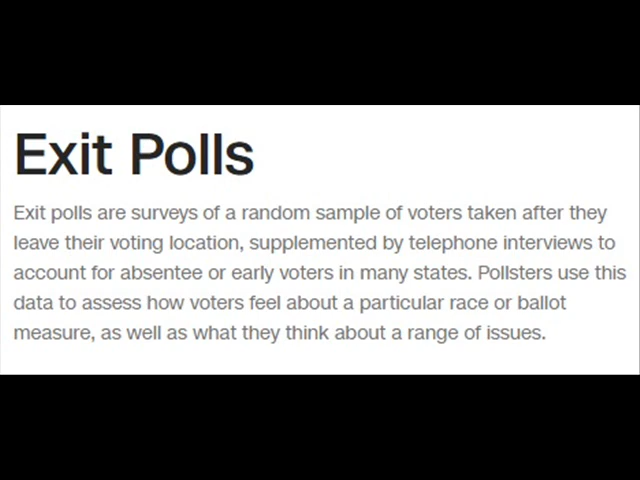 Exit Polls
Exit polls are surveys of a random sample of voters taken after they
leave their voting location, supplemented by telephone interviews to
account for absentee or early voters in many states. Pollsters use this
data to assess how voters feel about a particular race or ballot
measure, as well as what they think about a range of issues.